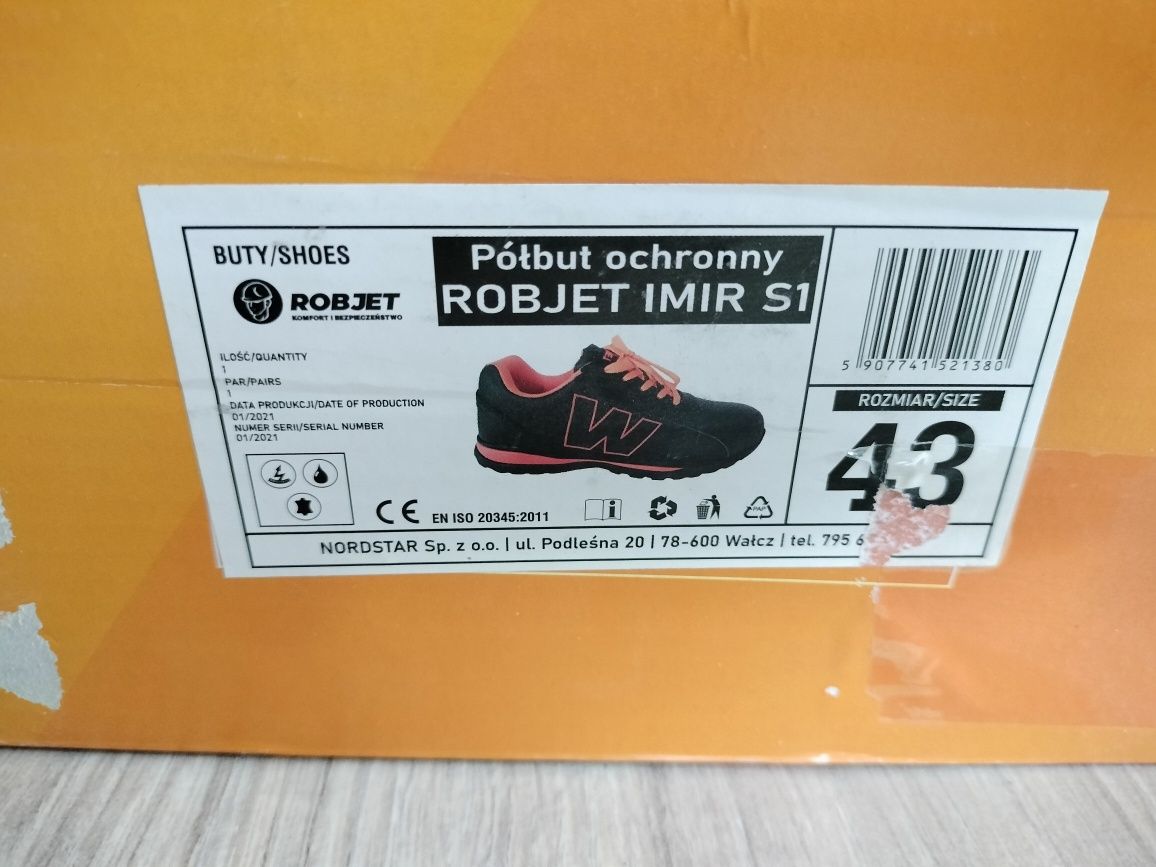 BUTY/SHOES
ROBJET
KOMFORT I BEZPIECZEŃSTWO
Półbut ochronny
ROBJET IMIR S1
ILOŚĆ/QUANTITY
1
PAR/PAIRS
1
DATA PRODUKCJI/DATE OF PRODUCTION
01/2021
NUMER SERII/SERIAL NUMBER
01/2021
W
5 907741 521380
ROZMIAR/SIZE
43
CE EN ISO 20345:2011
i
PAP
NORDSTAR Sp. z o.o. | ul. Podleśna 20 | 78-600 Wałcz | tel. 795 6